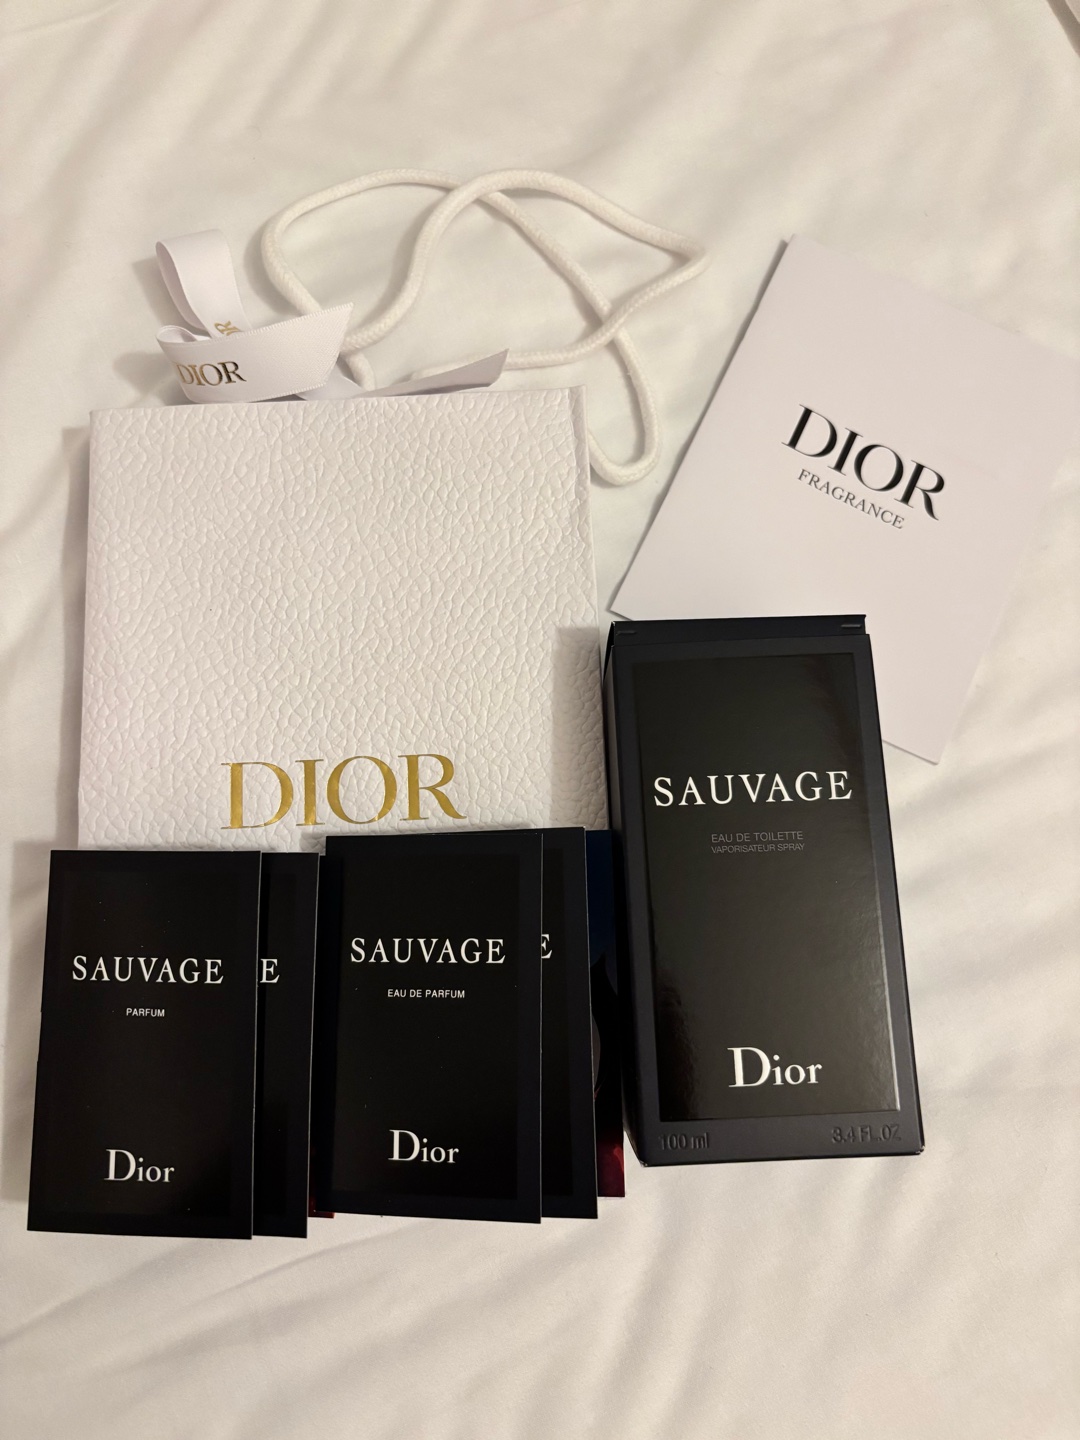 DIOR
DIOR
FRAGRANCE
DIOR
SAUVAGE
EAU DE TOILETTE
VAPORISATEUR SPRAY
Dior
100 ml 3.4 FL.OZ
SAUVAGE
PARFUM
Dior
E
SAUVAGE
EAU DE PARFUM
Dior
E